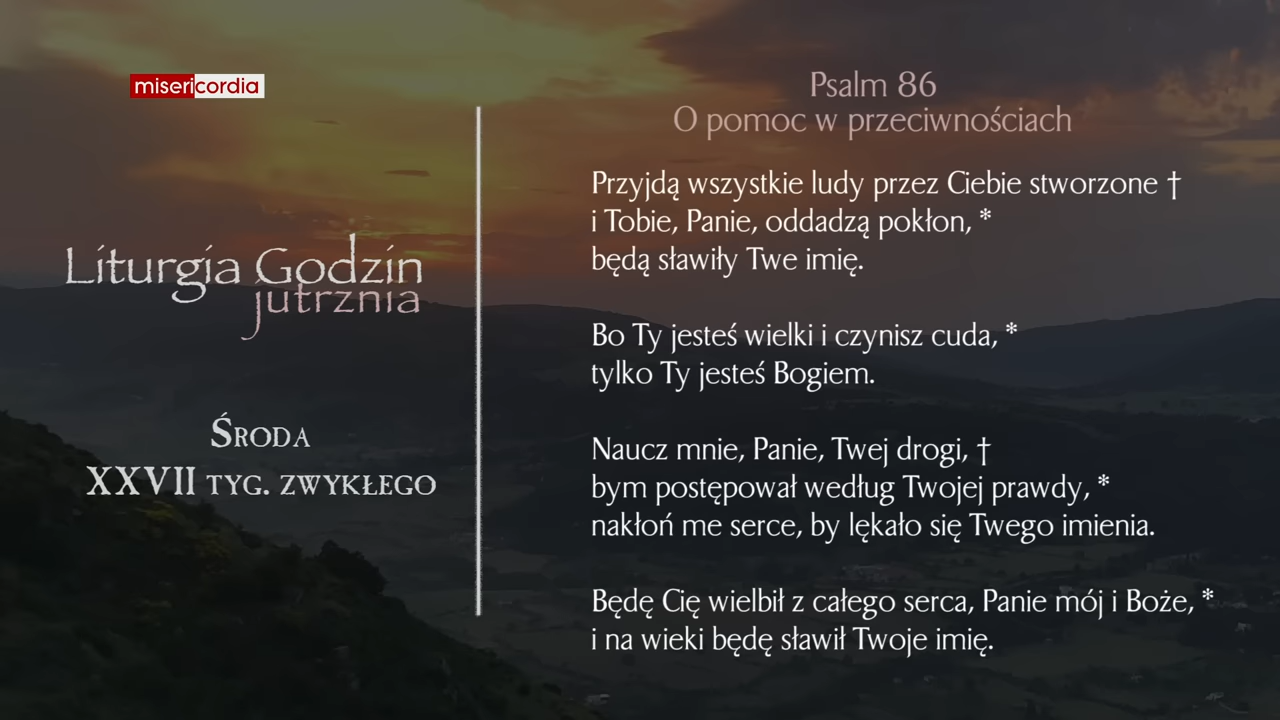 misericordia
Liturgia Godzin
jutrznia
Środa
XXVII tyg. zwykłego
Psalm 86
O pomoc w przeciwnościach
Przyjdą wszystkie ludy przez Ciebie stworzone †
i Tobie, Panie, oddadzą pokłon, *
będą sławiły Twe imię.
Bo Ty jesteś wielki i czynisz cuda, *
tylko Ty jesteś Bogiem.
Naucz mnie, Panie, Twej drogi, †
bym postępował według Twojej prawdy, *
nakłoń me serce, by lękało się Twego imienia.
Będę Cię wielbił z całego serca, Panie mój i Boże, *
i na wieki będę sławił Twoje imię.